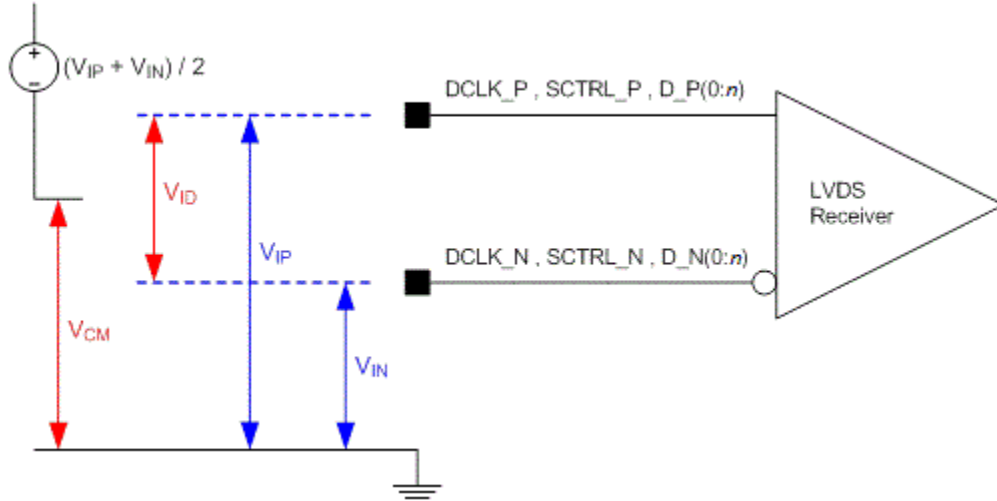 +
−
(VIP + VIN) / 2
DCLK_P , SCTRL_P , D_P(0:n)
VID
LVDS
Receiver
VIP
DCLK_N , SCTRL_N , D_N(0:n)
VCM
VIN